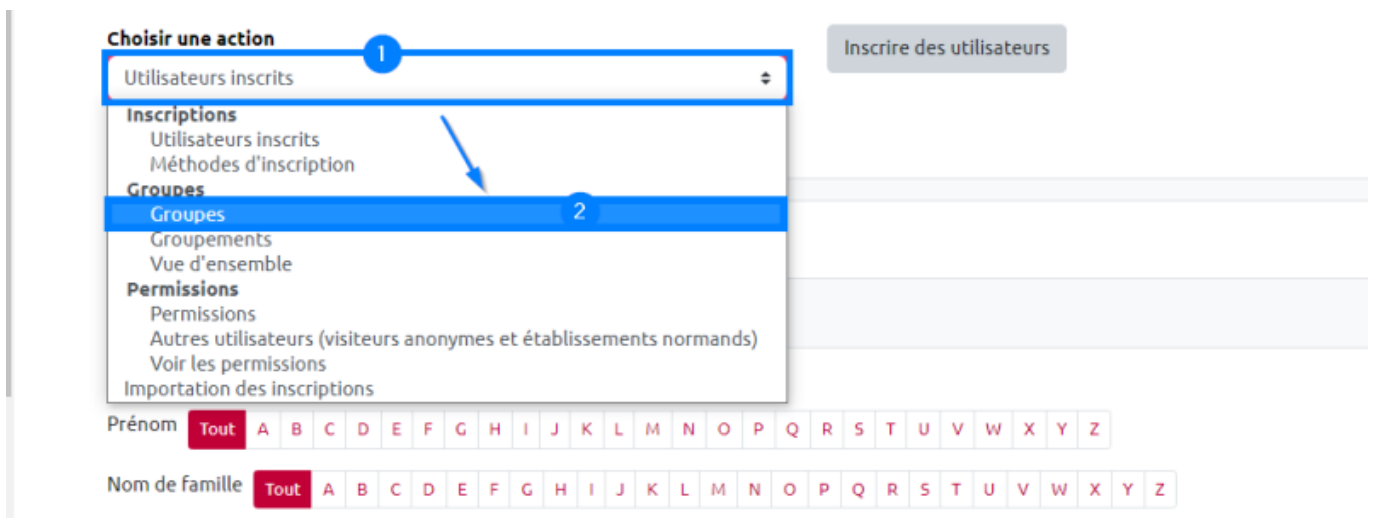 Choisir une action
1
Inscrire des utilisateurs
Utilisateurs inscrits
Inscriptions
Utilisateurs inscrits
Méthodes d'inscription
Groupes
Groupes 2
Groupements
Vue d'ensemble
Permissions
Permissions
Autres utilisateurs (visiteurs anonymes et établissements normands)
Voir les permissions
Importation des inscriptions
Prénom Tout A B C D E F G H I J K L M N O P Q R S T U V W X Y Z
Nom de famille Tout A B C D E F G H I J K L M N O P Q R S T U V W X Y Z